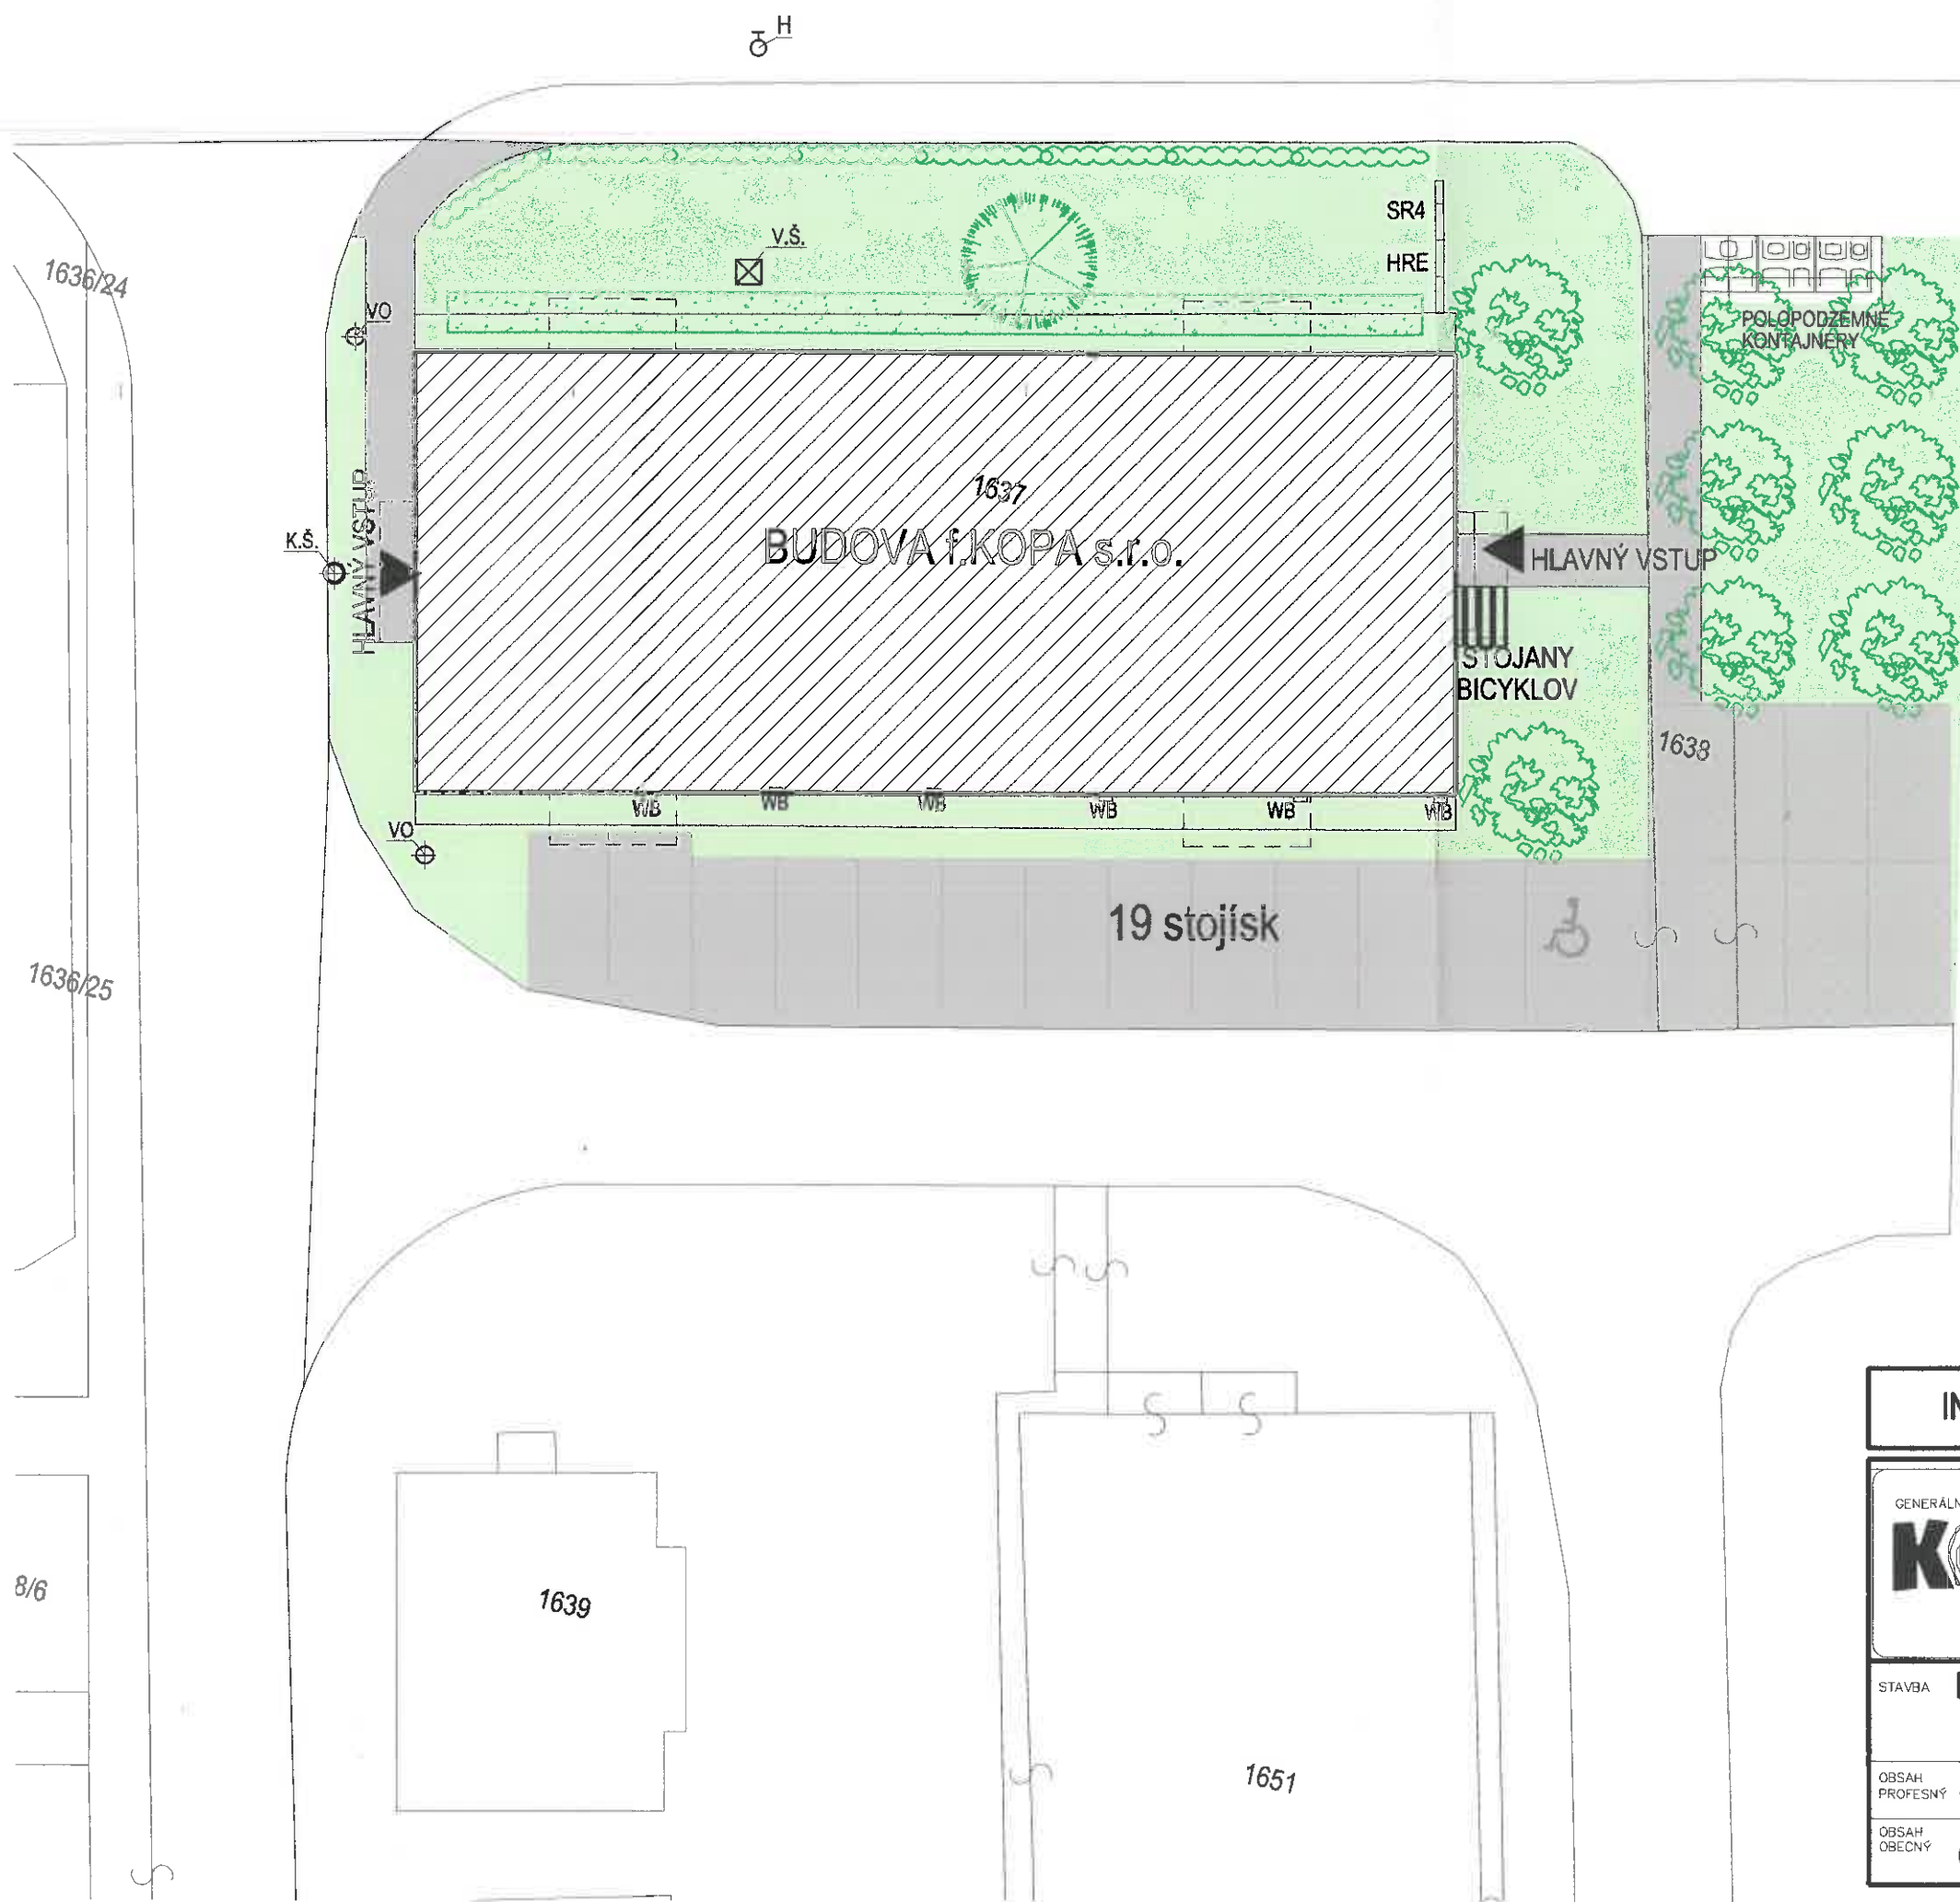 H
SR4
V.Š.
HRE
1636/24
VO
POLOPODZEMNÉ
KONTAJNERY
1637
HLAVNÝ VSTUP
K.Š.
BUDOVA f.KOPA s.r.o.
HLAVNÝ VSTUP
STOJANY
BICYKLOV
1638
WB
WB
WB
WB
WB
WB
VO
19 stojísk
1636/25
GENERÁLN
8/6
1639
STAVBA
1651
OBSAH
PROFESNÝ
OBSAH
OBECNÝ